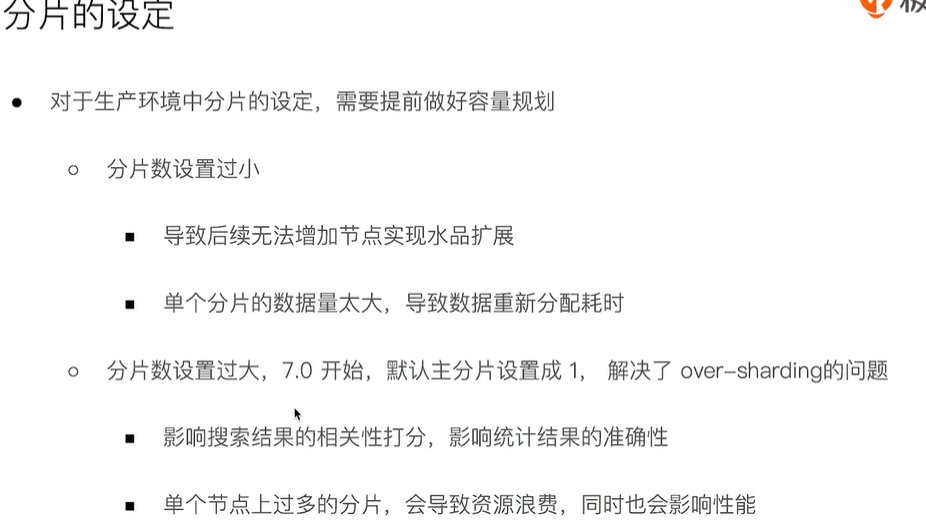 分片的设定
对于生产环境中分片的设定，需要提前做好容量规划
分片数设置过小
导致后续无法增加节点实现水品扩展
单个分片的数据量太大，导致数据重新分配耗时
分片数设置过大，7.0 开始，默认主分片设置成 1， 解决了 over-sharding的问题
影响搜索结果的相关性打分，影响统计结果的准确性
单个节点上过多的分片，会导致资源浪费，同时也会影响性能